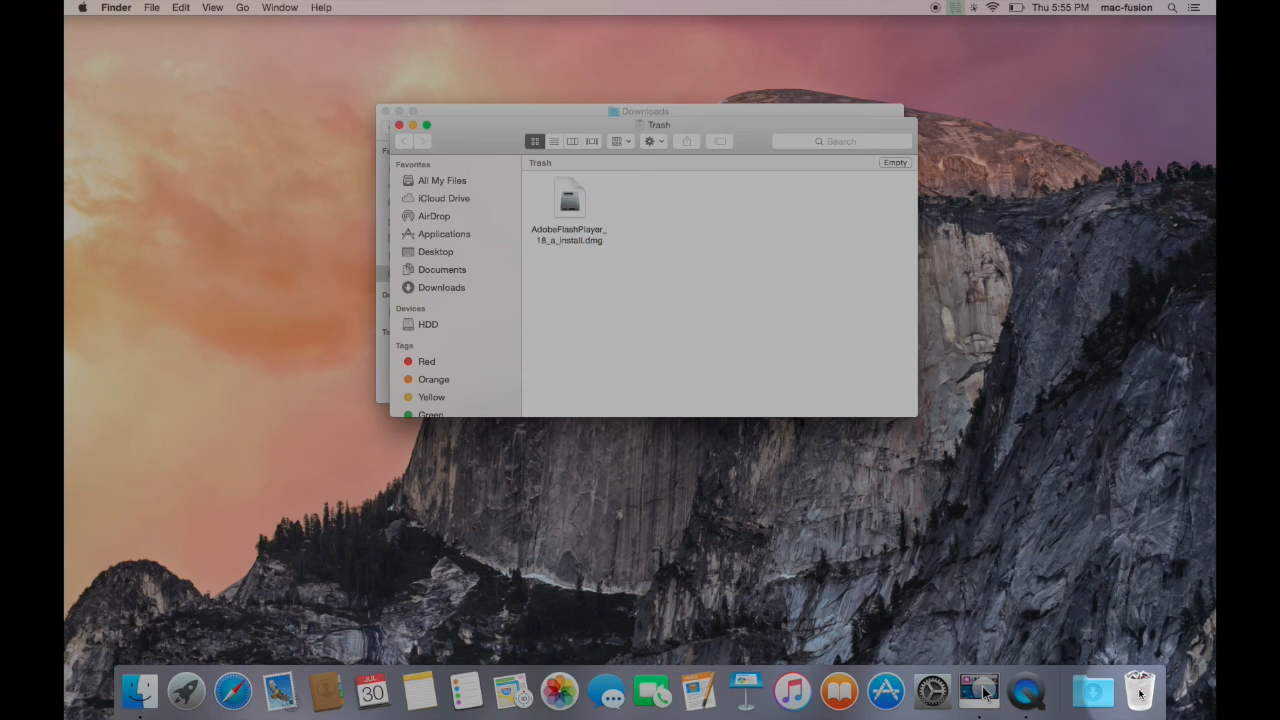 Finder File Edit View Go Window Help
Thu 5:55 PM mac-fusion
Downloads
Trash
Search
Favorites
Trash
Empty
All My Files
iCloud Drive
AirDrop
Applications
Desktop
Documents
Downloads
Devices
HDD
Tags
Red
Orange
Yellow
Green
AdobeFlashPlayer_
18_a_install.dmg
JUL
30